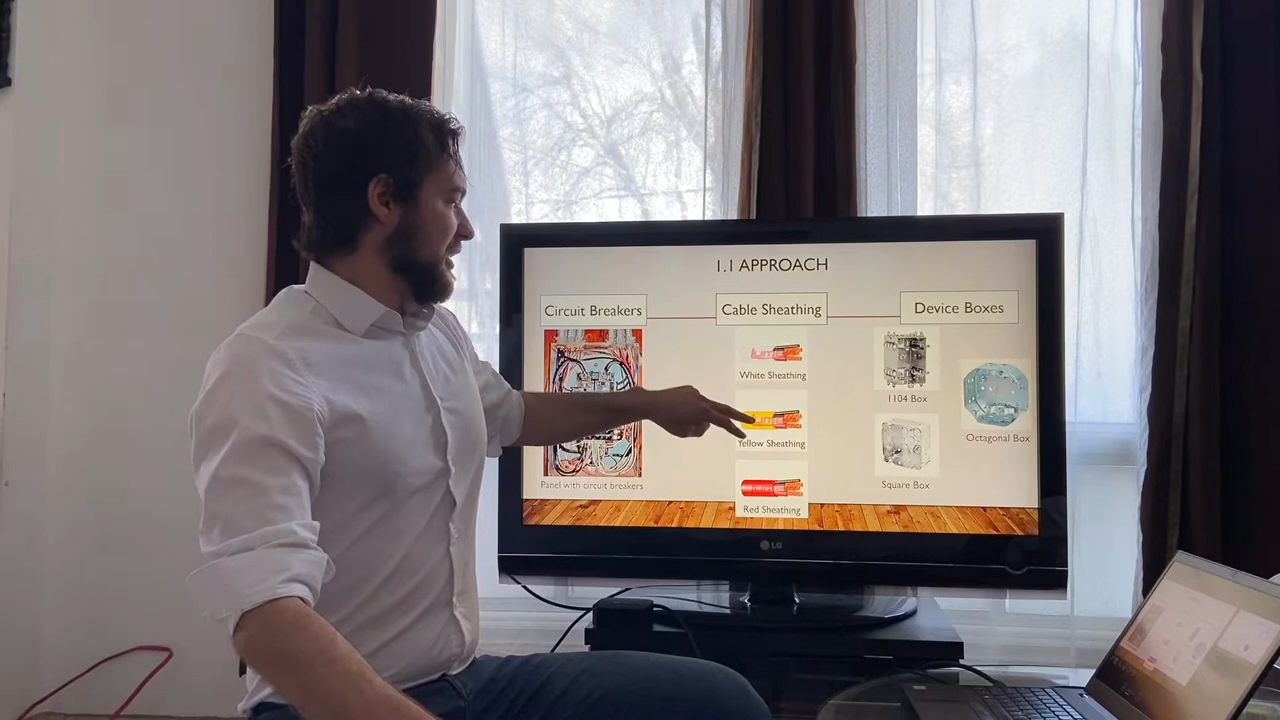 1.1 APPROACH
Circuit Breakers
Cable Sheathing
Device Boxes
White Sheathing
1104 Box
Yellow Sheathing
Octagonal Box
Panel with circuit breakers
Square Box
Red Sheathing
LG